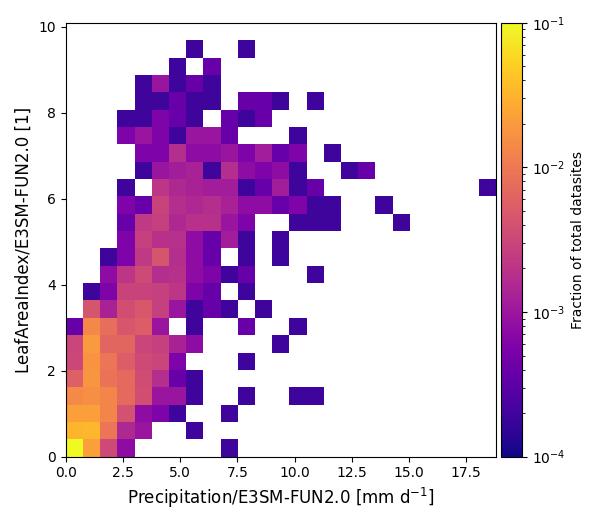 10
8
6
4
2
0
LeafAreaIndex/E3SM-FUN2.0 [1]
0.0 2.5 5.0 7.5 10.0 12.5 15.0 17.5
Precipitation/E3SM-FUN2.0 [mm d⁻¹]
10⁻¹
10⁻²
10⁻³
10⁻⁴
Fraction of total datasites